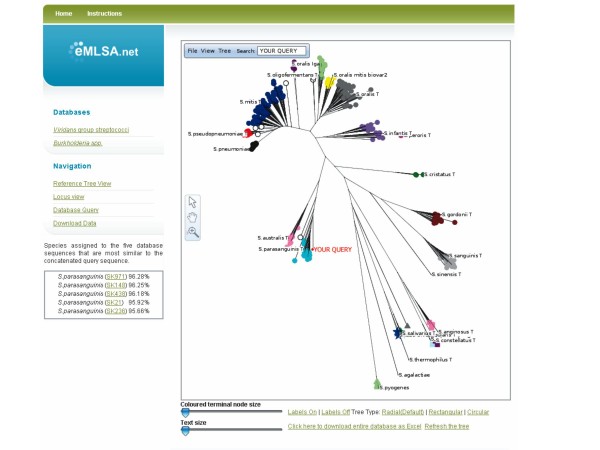 Home Instructions
eMLSA.net
Databases
Viridans group streptococci
Burkholderia spp.
Navigation
Reference Tree View
Locus view
Database Query
Download Data
Species assigned to the five database
sequences that are most similar to the
concatenated query sequence.
S.parasanguinis (SK971) 96.28%
S.parasanguinis (SK140) 96.25%
S.parasanguinis (SK438) 96.18%
S.parasanguinis (SK21) 95.92%
S.parasanguinis (SK236) 95.66%
File View Tree Search: YOUR QUERY
S.oralis Iga
S.oligofermentans T
S.oralis mitis biovar2
S.oralis T
S.mitis T
S.pseudopneumoniae
S.infantis T
S.pneumoniae
S.cristatus T
S.gordonii T
S.australis T
S.parasanguinis T
YOUR QUERY
S.sanguinis T
S.sinensis T
S.anginosus T
S.salivarius T
S.constellatus T
S.thermophilus T
S.agalactiae
S.pyogenes
Coloured terminal node size
Labels On | Labels Off Tree Type: Radial(Default) | Rectangular | Circular
Text size
Click here to download entire database as Excel Refresh the tree